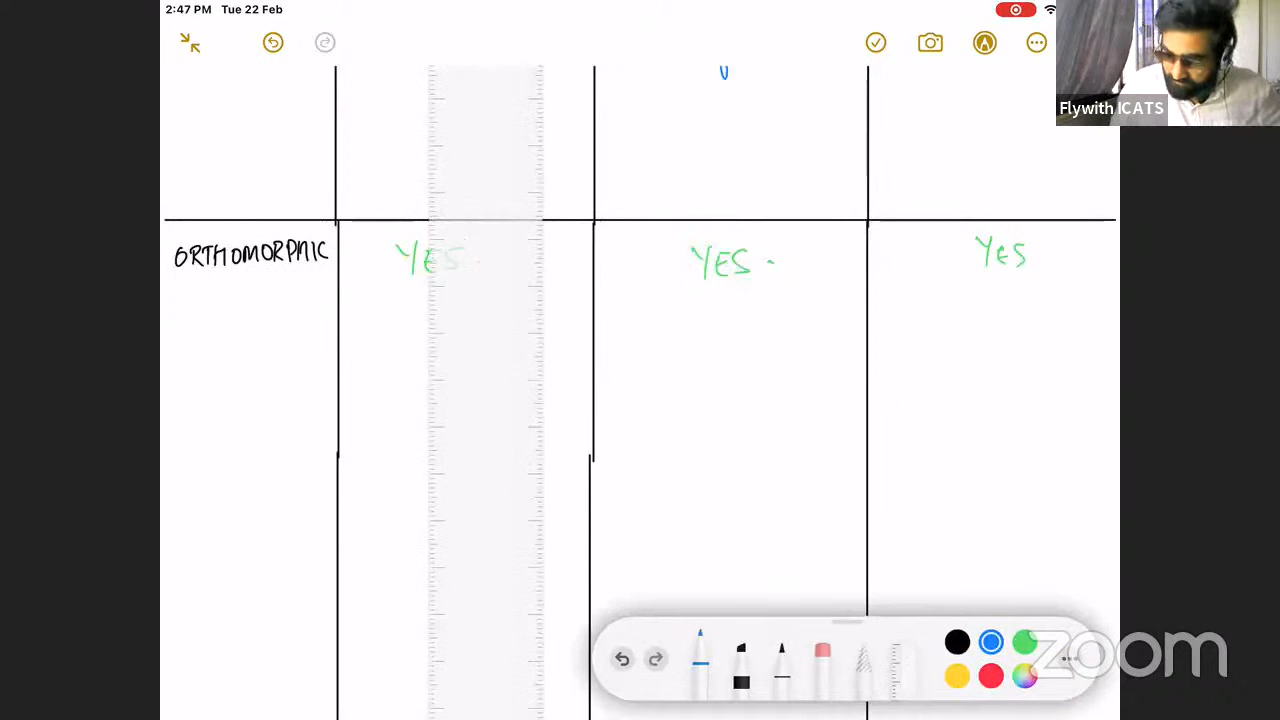 2:47 PM Tue 22 Feb
Flywith ICATS
ORTHOMORPHIC YES YES YES
zoom